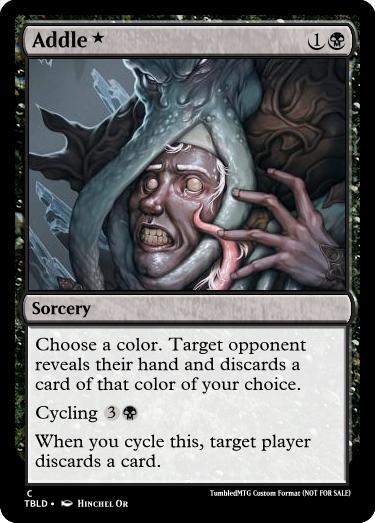 Addle ★ 1
Sorcery
Choose a color. Target opponent
reveals their hand and discards a
card of that color of your choice.
Cycling 3
When you cycle this, target player
discards a card.
C
TBLD • HINCHEL OR
TumbledMTG Custom Format (NOT FOR SALE)